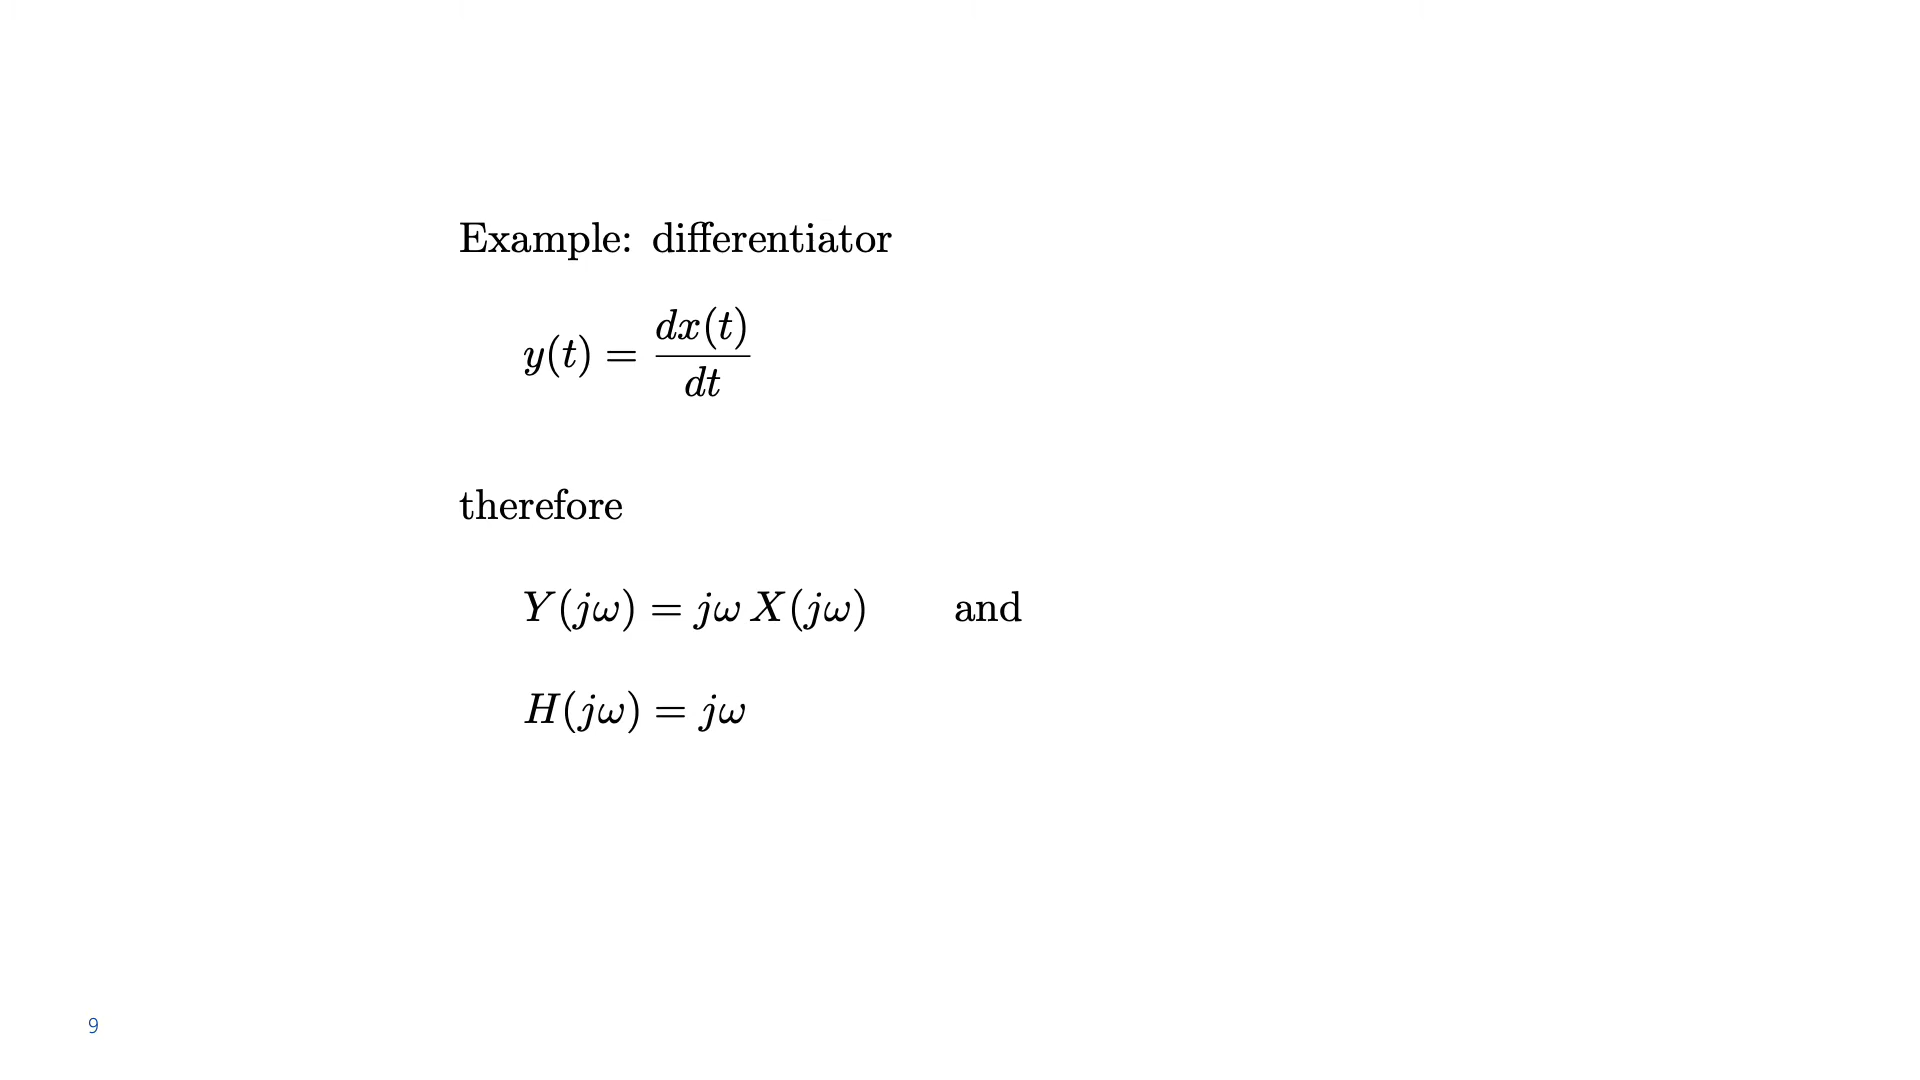 Example: differentiator
y(t) = dx(t)/dt
therefore
Y(jω) = jω X(jω) and
H(jω) = jω
9